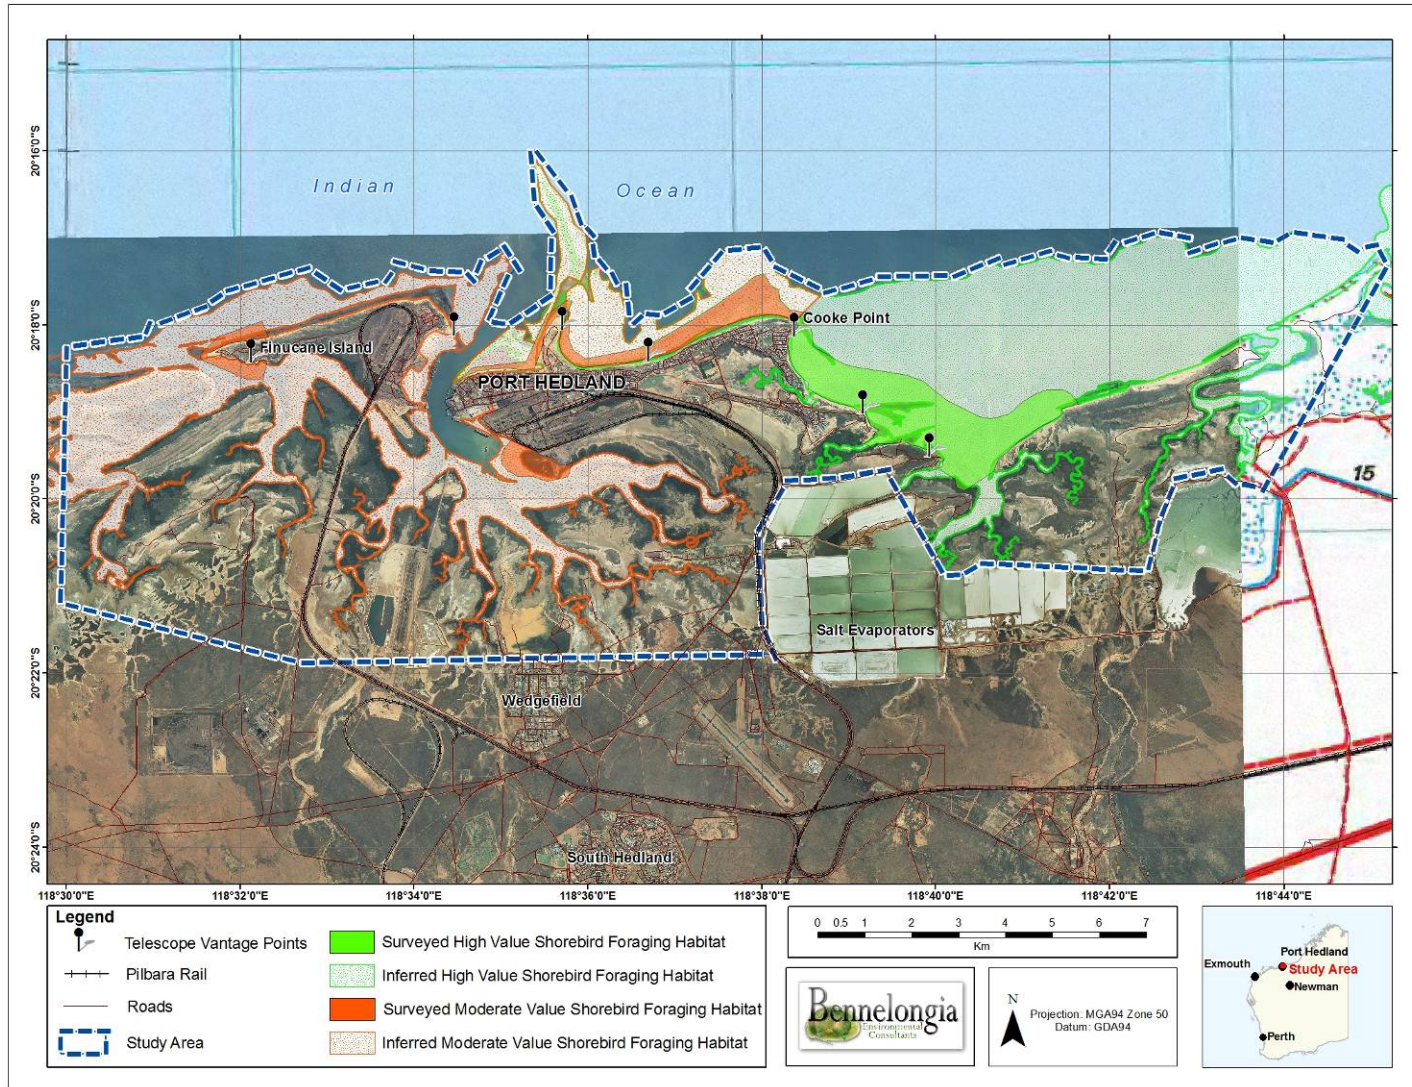 20°16'0"S
20°18'0"S
20°20'0"S
20°22'0"S
20°24'0"S
Indian Ocean
Finucane Island
Cooke Point
PORT HEDLAND
15
Salt Evaporators
Wedgefield
South Hedland
118°30'0"E 118°32'0"E 118°34'0"E 118°36'0"E 118°38'0"E 118°40'0"E 118°42'0"E 118°44'0"E
Legend
Telescope Vantage Points
Pilbara Rail
Roads
Study Area
Surveyed High Value Shorebird Foraging Habitat
Inferred High Value Shorebird Foraging Habitat
Surveyed Moderate Value Shorebird Foraging Habitat
Inferred Moderate Value Shorebird Foraging Habitat
0 0.5 1 2 3 4 5 6 7
Km
Bennelongia
Environmental
Consultants
N
Projection: MGA94 Zone 50
Datum: GDA94
Port Hedland
Exmouth
Study Area
Newman
Perth